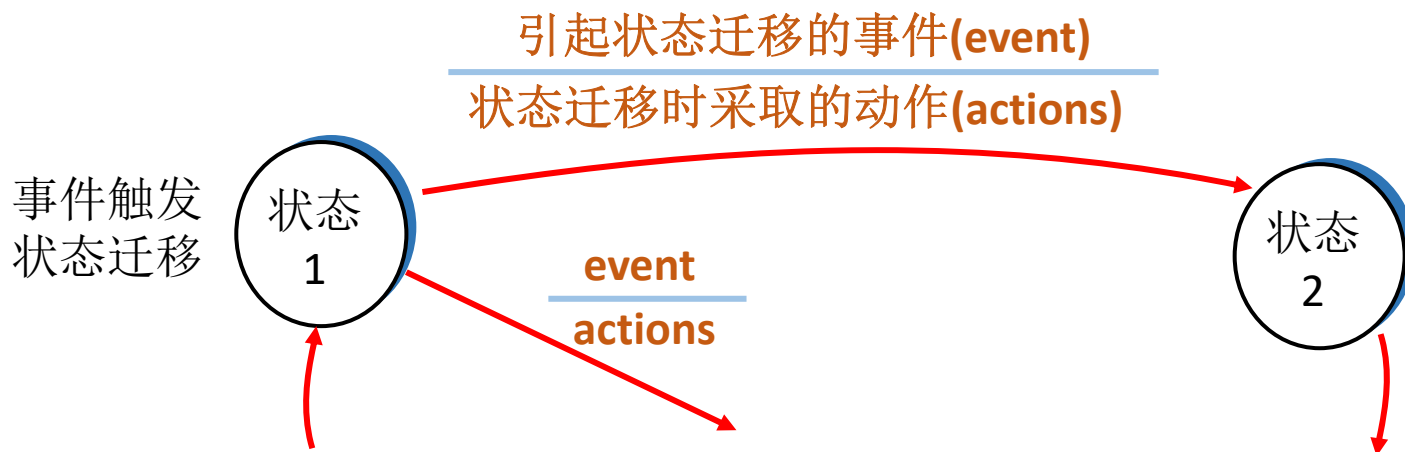 引起状态迁移的事件(event)
状态迁移时采取的动作(actions)
事件触发
状态迁移
状态
1
event
actions
状态
2